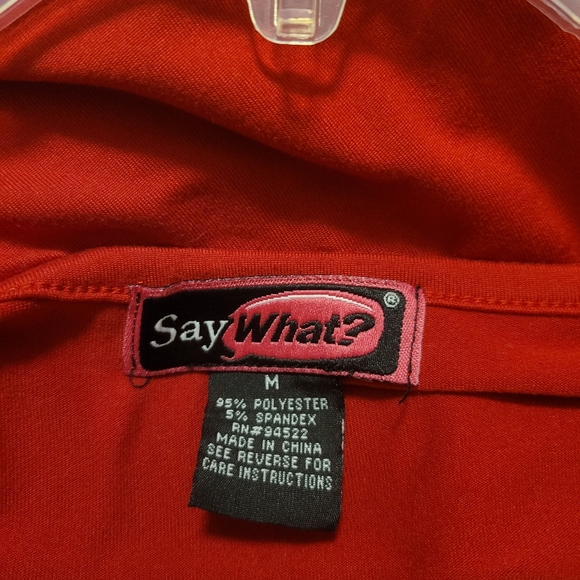 Say What? ®
M
95% POLYESTER
5% SPANDEX
RN#94522
MADE IN CHINA
SEE REVERSE FOR
CARE INSTRUCTIONS